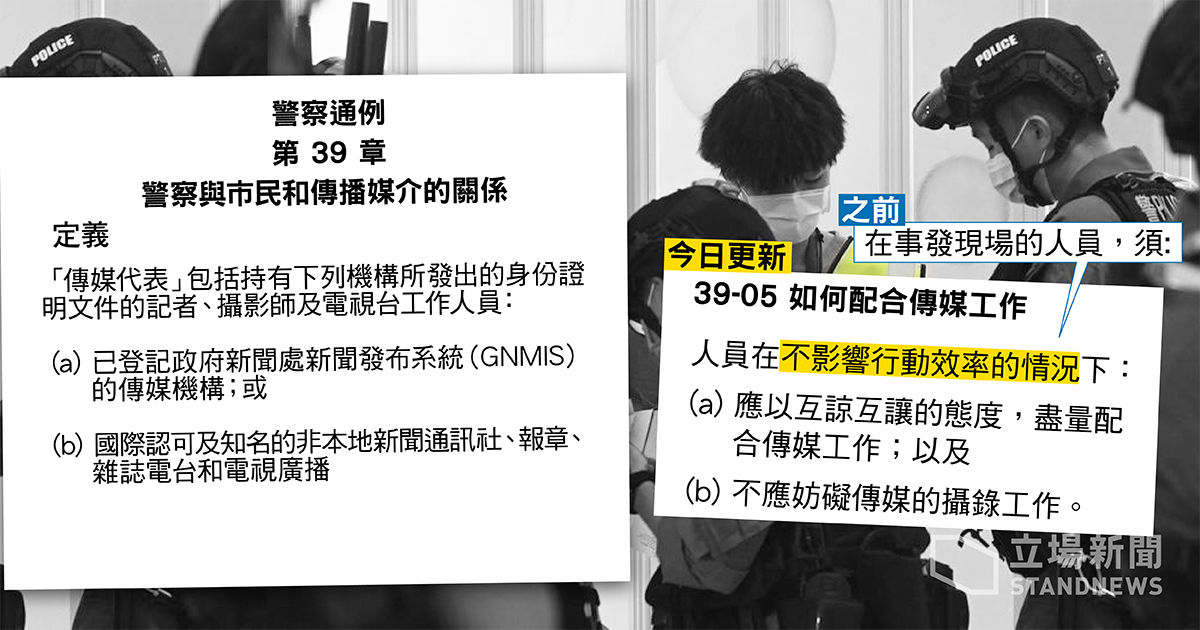 POLICE
警察通例
第 39 章
警察與市民和傳播媒介的關係
定義
「傳媒代表」包括持有下列機構所發出的身份證
明文件的記者、攝影師及電視台工作人員：
(a) 已登記政府新聞處新聞發布系統（GNMIS）
的傳媒機構；或
(b) 國際認可及知名的非本地新聞通訊社、報章、
雜誌電台和電視廣播
POLICE
之前
在事發現場的人員，須:
今日更新
39-05 如何配合傳媒工作
人員在不影響行動效率的情況下：
(a) 應以互諒互讓的態度，盡量配
合傳媒工作；以及
(b) 不應妨礙傳媒的攝錄工作。
立場新聞
STANDNEWS